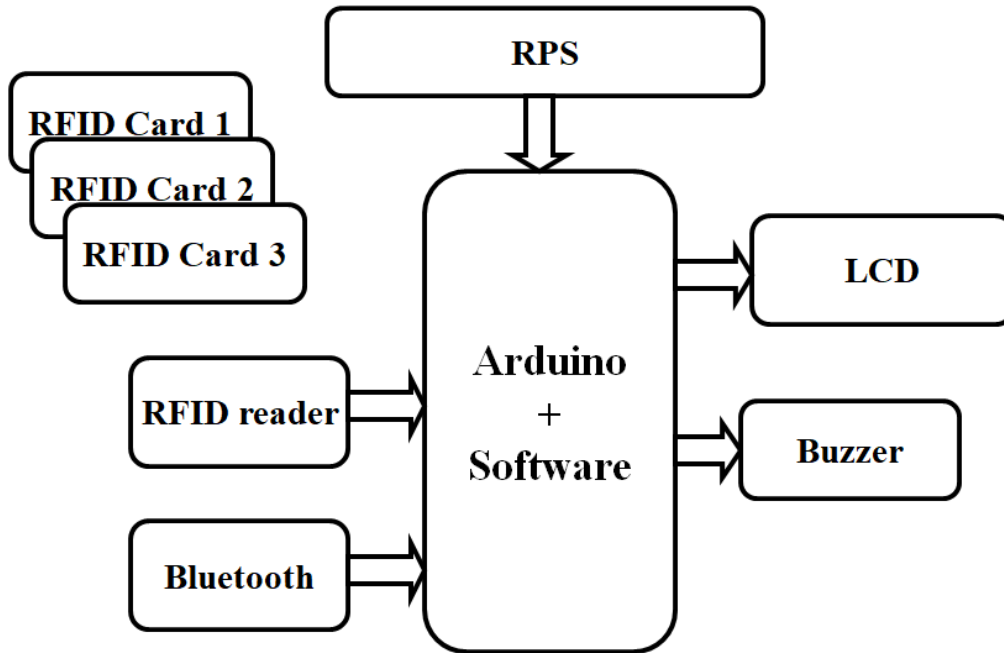 RPS
RFID Card 1
RFID Card 2
RFID Card 3
LCD
Arduino
+
Software
RFID reader
Buzzer
Bluetooth